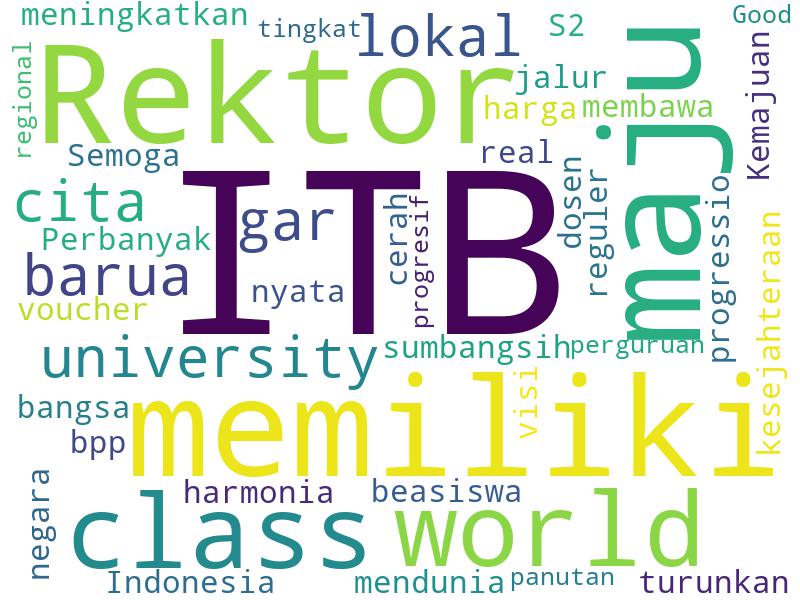 meningkatkan
tingkat
lokal
S2
Good
regional
Rektor
jalur
harga
membawa
maju
Kemajuan
Semoga
real
cita
ITB
gar
cerah
progresif
dosen
reguler
progressio
Perbanyak
barua
nyata
voucher
kesejahteraan
university
sumbangsih
perguruan
bangsa
memiliki
visi
bpp
negara
harmonia
beasiswa
class
world
Indonesia
mendunia
panutan
turunkan